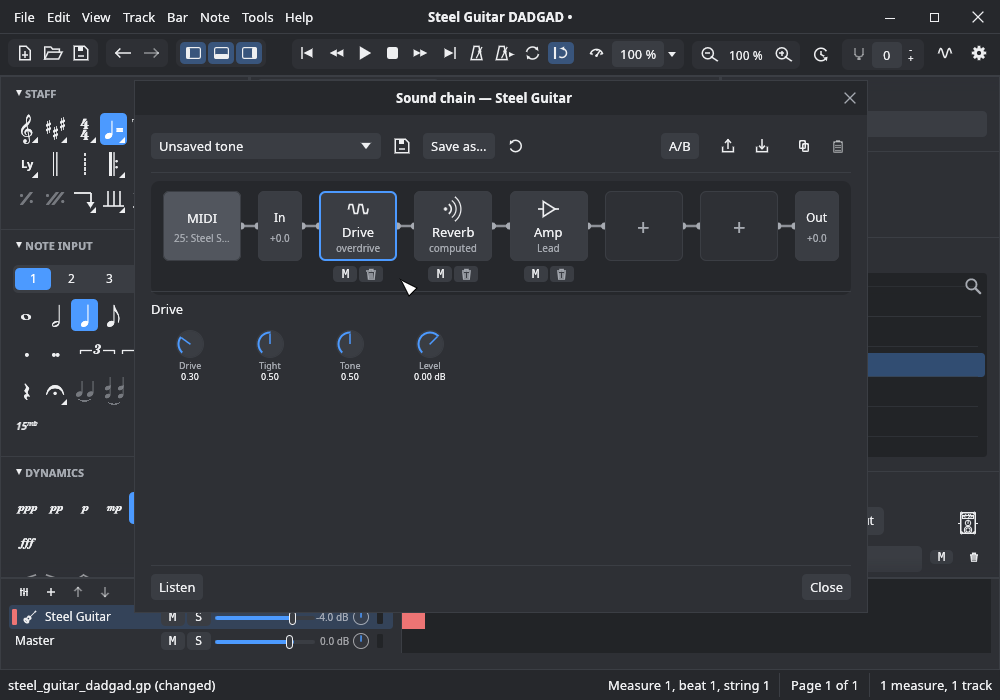 File Edit View Track Bar Note Tools Help
Steel Guitar DADGAD •
100 %
100 %
0
STAFF
Sound chain — Steel Guitar
Unsaved tone
Save as...
A/B
Ly
MIDI
25: Steel S...
In
+0.0
Drive
overdrive
Reverb
computed
Amp
Lead
+
+
Out
+0.0
M
M
M
NOTE INPUT
1 2 3
Drive
Drive
0.30
Tight
0.50
Tone
0.50
Level
0.00 dB
3
15mb
DYNAMICS
ppp pp p mp
fff
M
Listen
Close
Steel Guitar M S -4.0 dB
Master M S 0.0 dB
steel_guitar_dadgad.gp (changed)
Measure 1, beat 1, string 1
Page 1 of 1
1 measure, 1 track